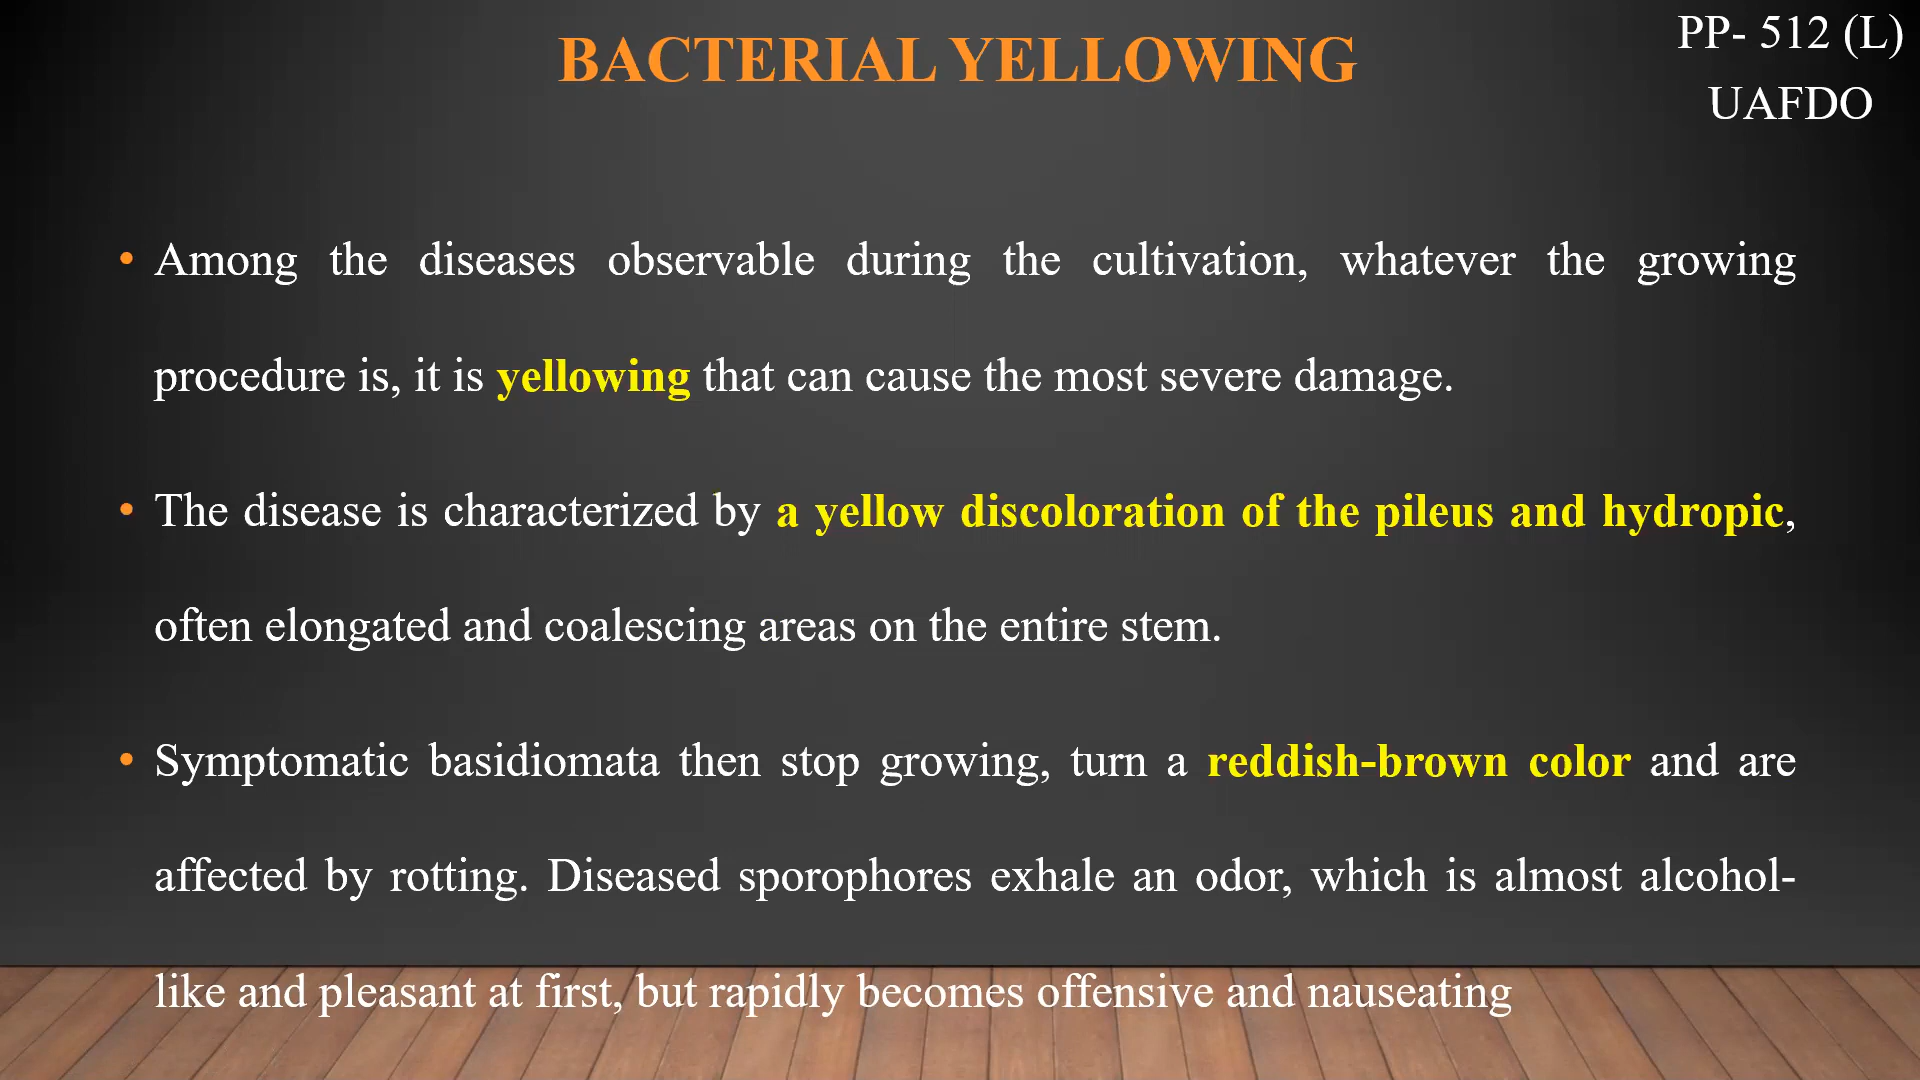 BACTERIAL YELLOWING
PP- 512 (L)
UAFDO
• Among the diseases observable during the cultivation, whatever the growing
procedure is, it is yellowing that can cause the most severe damage.
• The disease is characterized by a yellow discoloration of the pileus and hydropic,
often elongated and coalescing areas on the entire stem.
• Symptomatic basidiomata then stop growing, turn a reddish-brown color and are
affected by rotting. Diseased sporophores exhale an odor, which is almost alcohol-
like and pleasant at first, but rapidly becomes offensive and nauseating